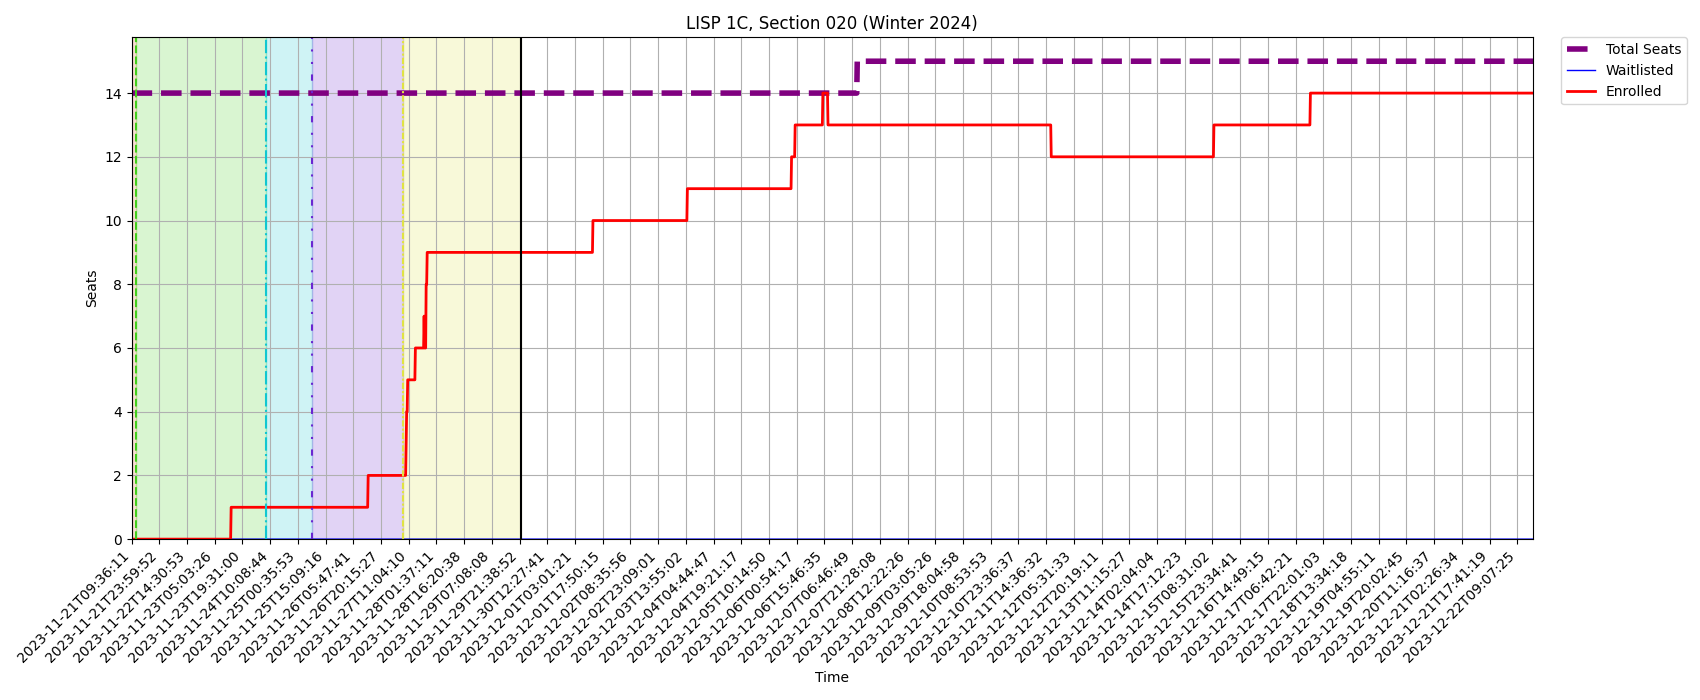 LISP 1C, Section 020 (Winter 2024)
Total Seats
Waitlisted
Enrolled
Seats
14
12
10
8
6
4
2
0
2023-11-21T09:36:11
2023-11-21T23:59:52
2023-11-22T14:30:53
2023-11-23T05:03:26
2023-11-23T19:31:00
2023-11-24T10:08:44
2023-11-25T00:35:53
2023-11-25T15:09:16
2023-11-26T05:47:41
2023-11-26T20:15:27
2023-11-27T11:04:10
2023-11-28T01:37:11
2023-11-28T16:20:38
2023-11-29T07:08:08
2023-11-29T21:38:52
2023-11-30T12:27:41
2023-12-01T03:01:21
2023-12-01T17:50:15
2023-12-02T08:35:56
2023-12-02T23:09:01
2023-12-03T13:55:02
2023-12-04T04:44:47
2023-12-04T19:21:17
2023-12-05T10:14:50
2023-12-06T00:54:17
2023-12-06T15:46:35
2023-12-07T06:46:49
2023-12-07T21:28:08
2023-12-08T12:22:26
2023-12-09T03:05:26
2023-12-09T18:04:58
2023-12-10T08:53:53
2023-12-10T23:36:37
2023-12-11T14:36:32
2023-12-12T05:31:33
2023-12-12T20:19:11
2023-12-13T11:15:27
2023-12-14T02:04:04
2023-12-14T17:12:23
2023-12-15T08:31:02
2023-12-15T23:34:41
2023-12-16T14:49:15
2023-12-17T06:42:21
2023-12-17T22:01:03
2023-12-18T13:34:18
2023-12-19T04:55:11
2023-12-19T20:02:45
2023-12-20T11:16:37
2023-12-21T02:26:34
2023-12-21T17:41:19
2023-12-22T09:07:25
Time